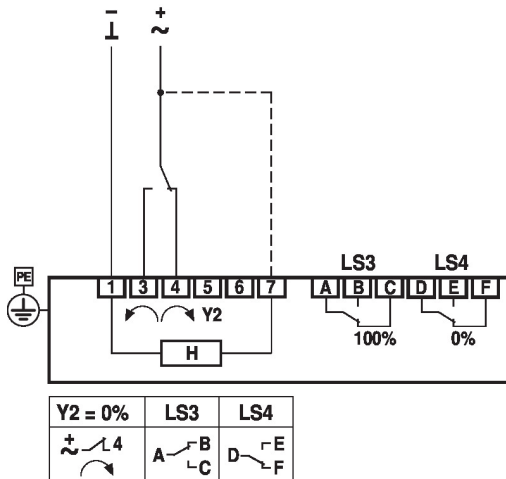 − +
⊥ ~
PE
LS3 LS4
1 3 4 5 6 7 A B C D E F
Y2
100% 0%
H
Y2 = 0% LS3 LS4
+
~ 4 A B C D E F